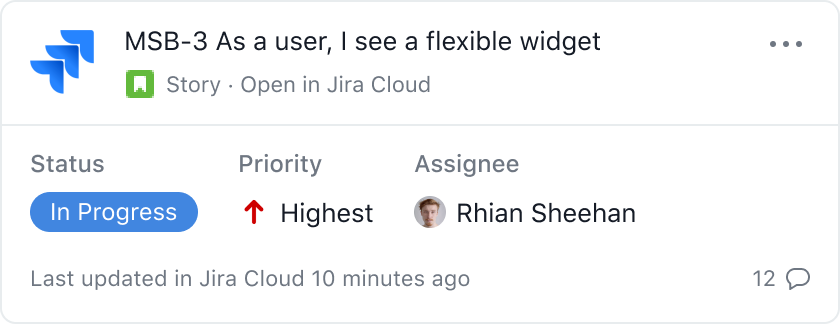 MSB-3 As a user, I see a flexible widget
Story · Open in Jira Cloud
Status Priority Assignee
In Progress Highest Rhian Sheehan
Last updated in Jira Cloud 10 minutes ago 12